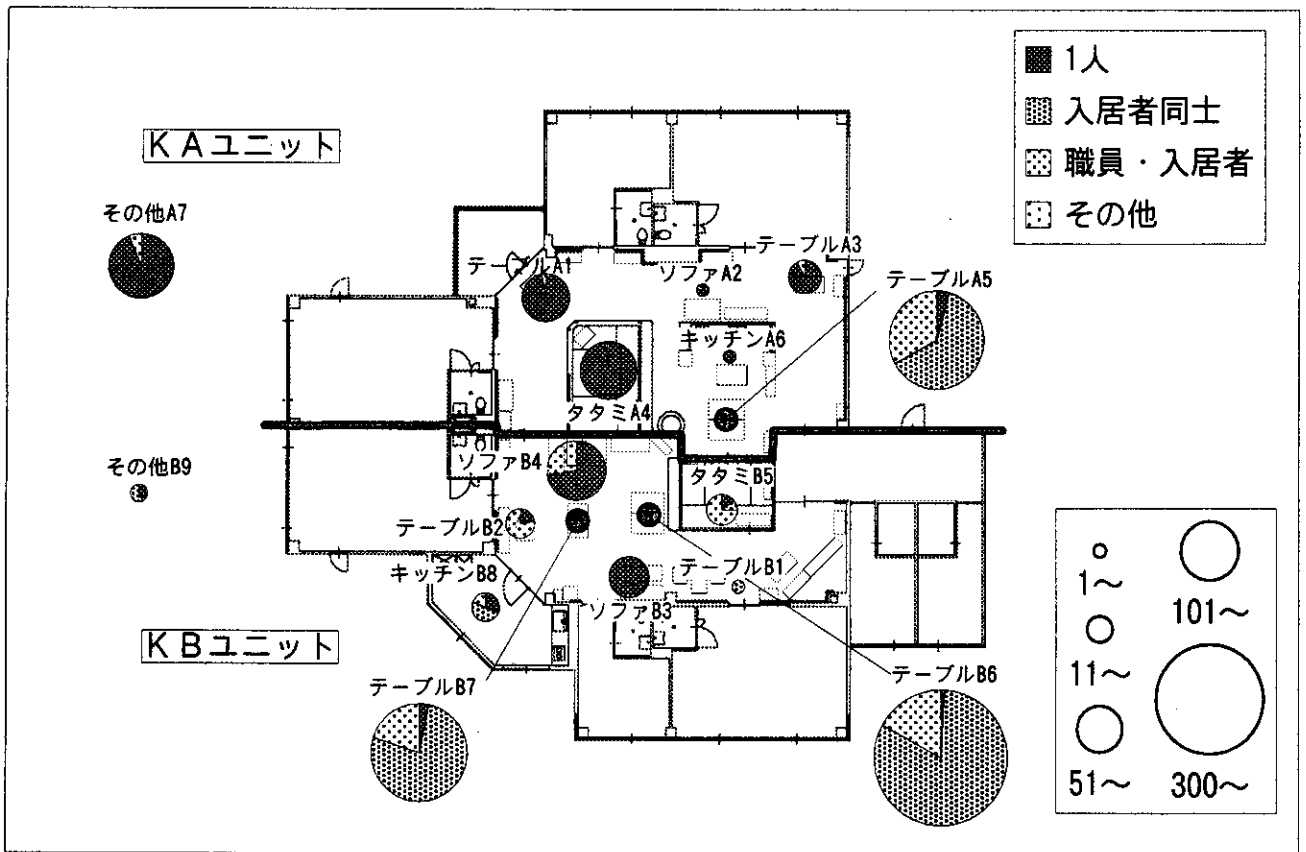 1人
入居者同士
職員・入居者
その他
KAユニット
その他A7
テーブルA1
ソファA2
テーブルA3
テーブルA5
キッチンA6
タタミA4
その他B9
ソファB4
タタミB5
テーブルB2
テーブルB1
キッチンB8
ソファB3
KBユニット
テーブルB7
テーブルB6
1~
101~
11~
51~
300~